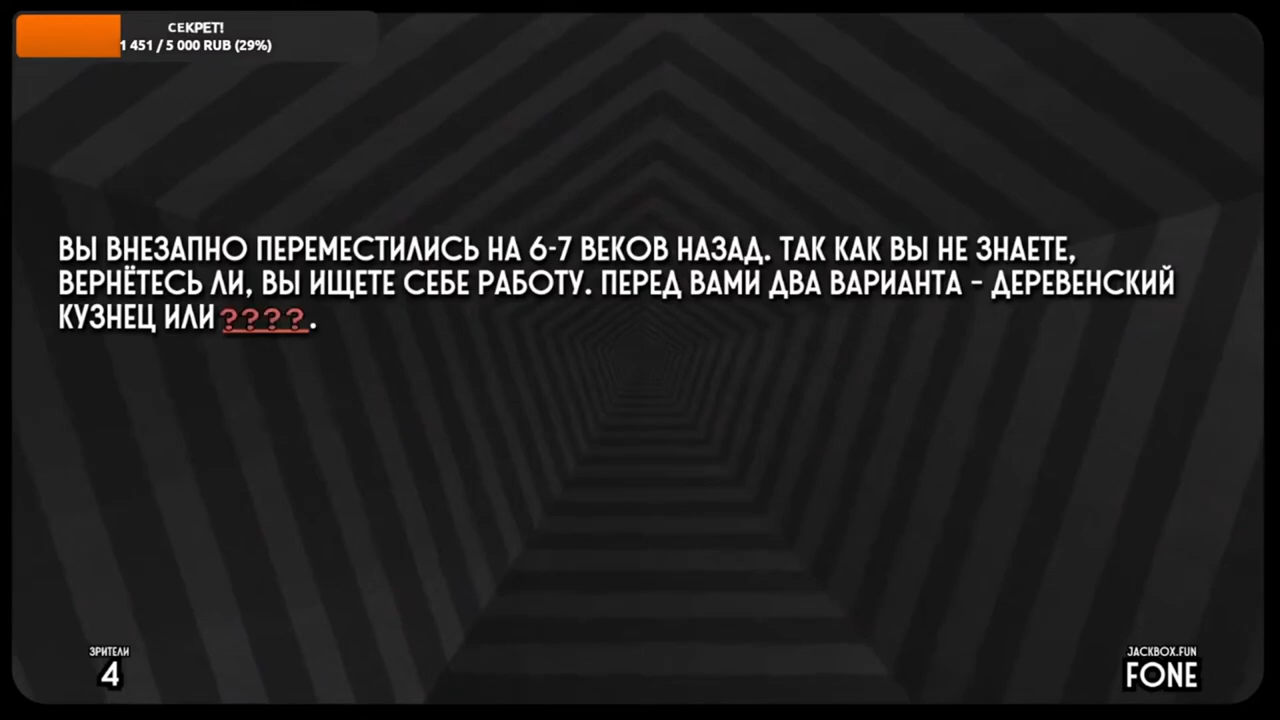 СЕКРЕТ!
1 451 / 5 000 RUB (29%)
ВЫ ВНЕЗАПНО ПЕРЕМЕСТИЛИСЬ НА 6-7 ВЕКОВ НАЗАД. ТАК КАК ВЫ НЕ ЗНАЕТЕ,
ВЕРНЁТЕСЬ ЛИ, ВЫ ИЩЕТЕ СЕБЕ РАБОТУ. ПЕРЕД ВАМИ ДВА ВАРИАНТА - ДЕРЕВЕНСКИЙ
КУЗНЕЦ ИЛИ ????.
ЗРИТЕЛИ
4
JACKBOX.FUN
FONE